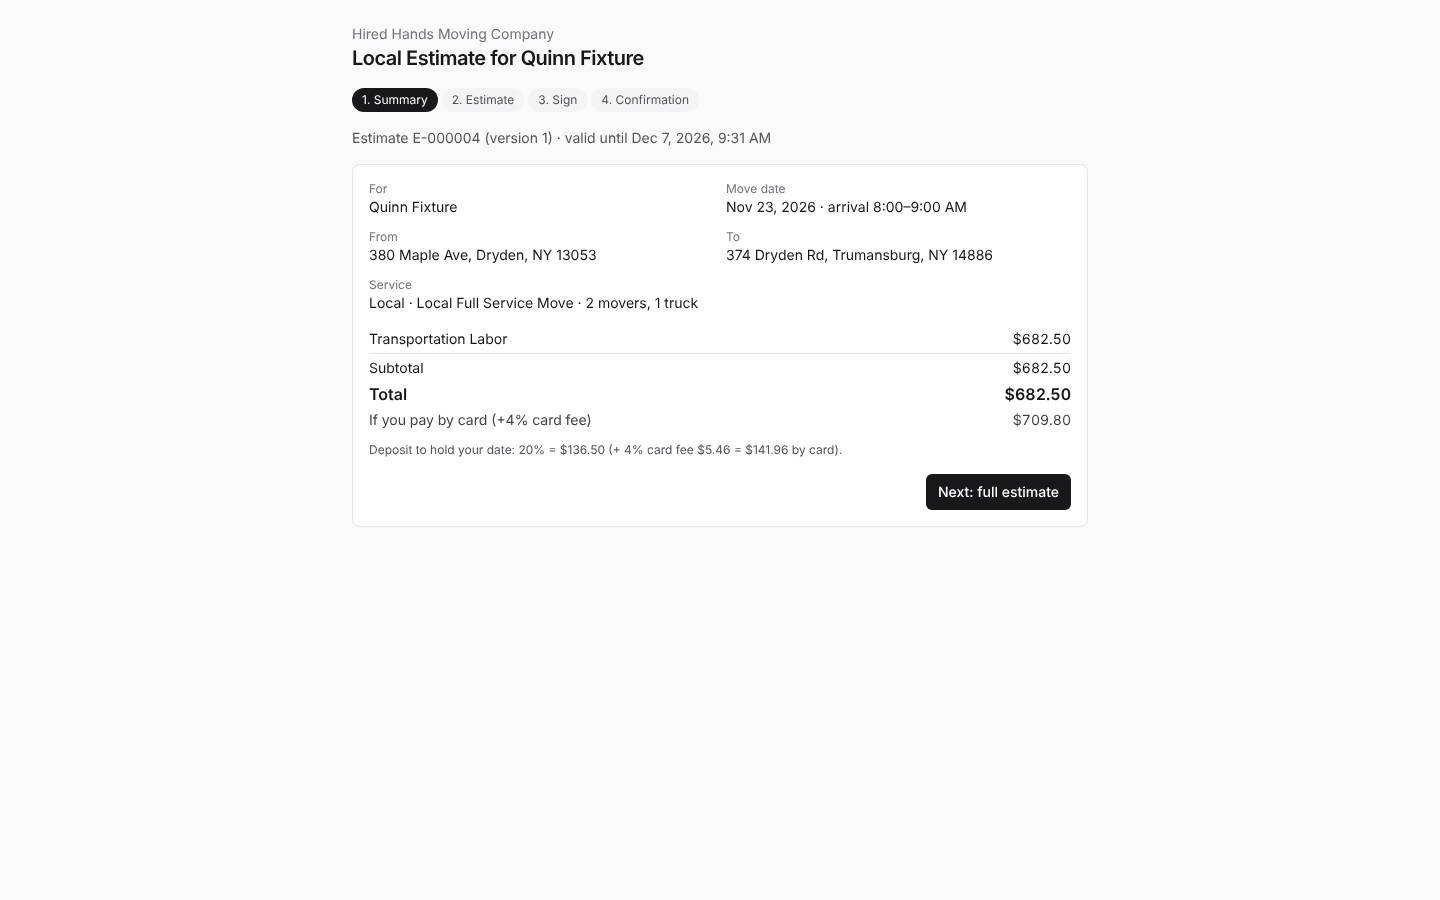 Hired Hands Moving Company
Local Estimate for Quinn Fixture
1. Summary 2. Estimate 3. Sign 4. Confirmation
Estimate E-000004 (version 1) · valid until Dec 7, 2026, 9:31 AM
For Move date
Quinn Fixture Nov 23, 2026 · arrival 8:00–9:00 AM
From To
380 Maple Ave, Dryden, NY 13053 374 Dryden Rd, Trumansburg, NY 14886
Service
Local · Local Full Service Move · 2 movers, 1 truck
Transportation Labor $682.50
Subtotal $682.50
Total $682.50
If you pay by card (+4% card fee) $709.80
Deposit to hold your date: 20% = $136.50 (+ 4% card fee $5.46 = $141.96 by card).
Next: full estimate